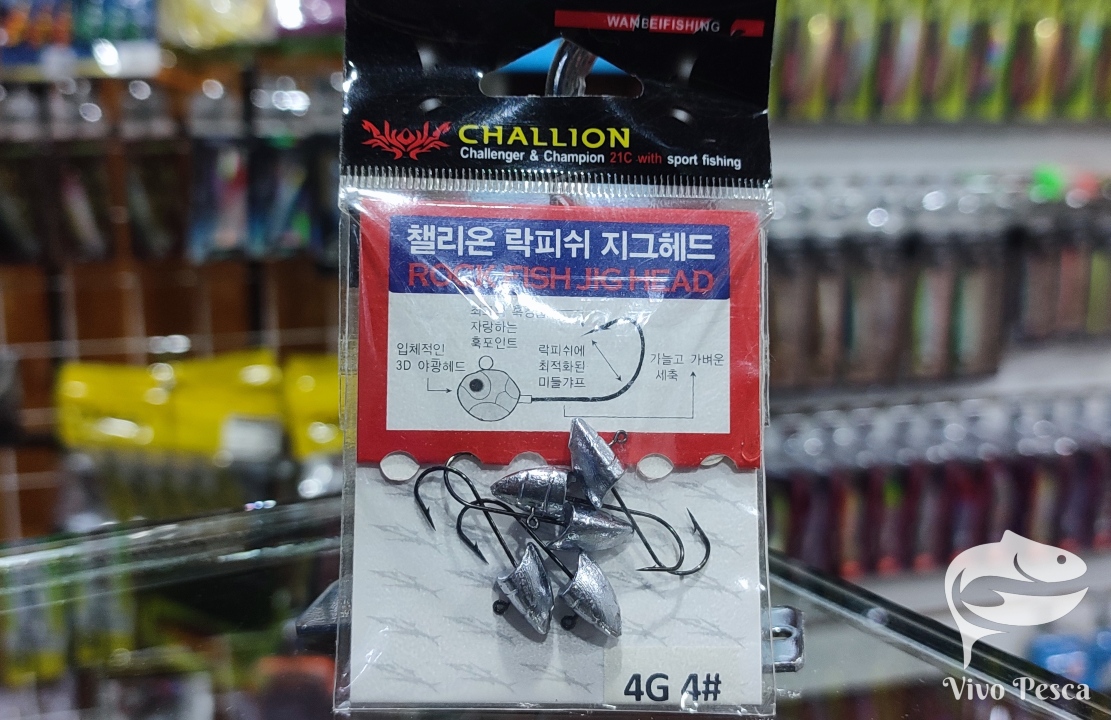 WANBEIFISHING
CHALLION
Challenger & Champion 21C with sport fishing
챌리온 락피쉬 지그헤드
ROCK FISH JIG HEAD
자랑하는
훅포인트
입체적인
3D 야광헤드
락피쉬에
최적화된
미들갸프
가늘고 가벼운
세축
4G 4#
Vivo Pesca